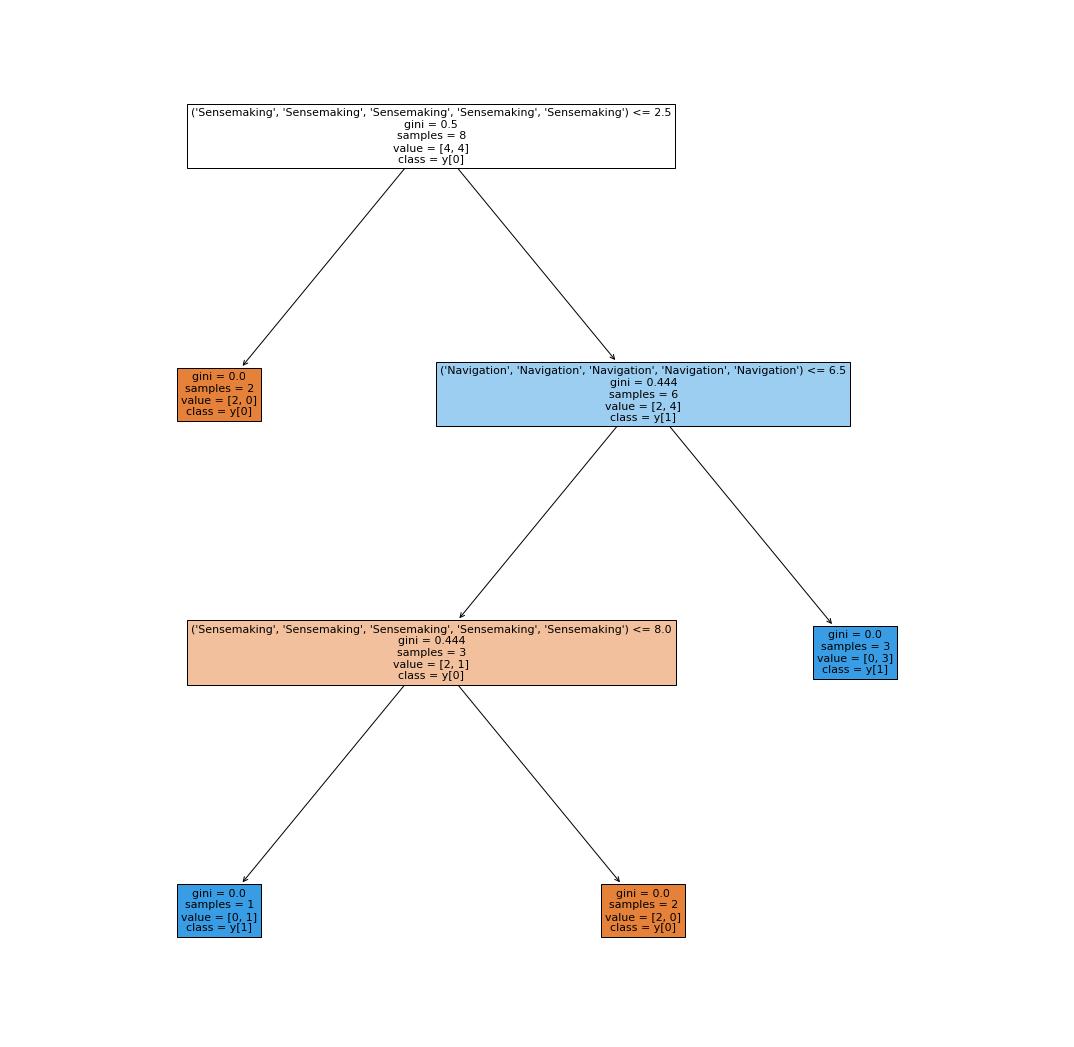 ('Sensemaking', 'Sensemaking', 'Sensemaking', 'Sensemaking', 'Sensemaking') <= 2.5
gini = 0.5
samples = 8
value = [4, 4]
class = y[0]
gini = 0.0
samples = 2
value = [2, 0]
class = y[0]
('Navigation', 'Navigation', 'Navigation', 'Navigation', 'Navigation') <= 6.5
gini = 0.444
samples = 6
value = [2, 4]
class = y[1]
('Sensemaking', 'Sensemaking', 'Sensemaking', 'Sensemaking', 'Sensemaking') <= 8.0
gini = 0.444
samples = 3
value = [2, 1]
class = y[0]
gini = 0.0
samples = 3
value = [0, 3]
class = y[1]
gini = 0.0
samples = 1
value = [0, 1]
class = y[1]
gini = 0.0
samples = 2
value = [2, 0]
class = y[0]